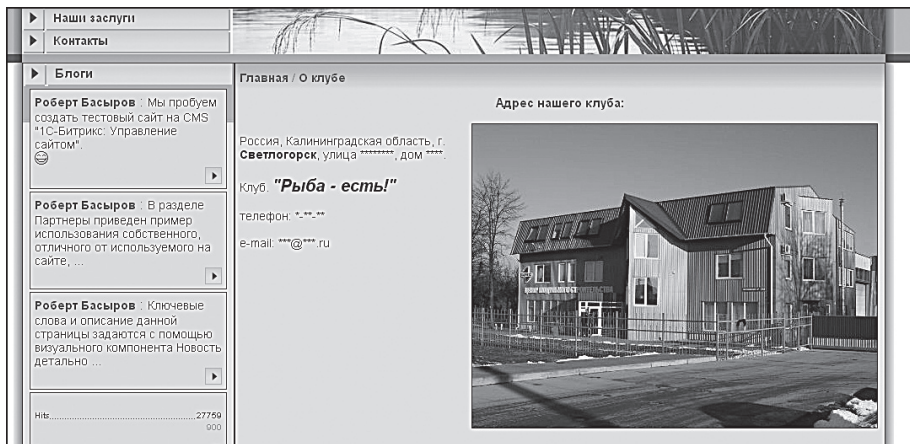 Наши заслуги
Контакты
Блоги
Роберт Басыров : Мы пробуем
создать тестовый сайт на CMS
"1С-Битрикс: Управление
сайтом".
Роберт Басыров : В разделе
Партнеры приведен пример
использования собственного,
отличного от используемого на
сайте, ...
Роберт Басыров : Ключевые
слова и описание данной
страницы задаются с помощью
визуального компонента Новость
детально ...
Hits 27759
900
Главная / О клубе
Адрес нашего клуба:
Россия, Калининградская область, г.
Светлогорск, улица ********, дом ****.
Клуб. "Рыба - есть!"
телефон: *-**-**
e-mail: ***@***.ru